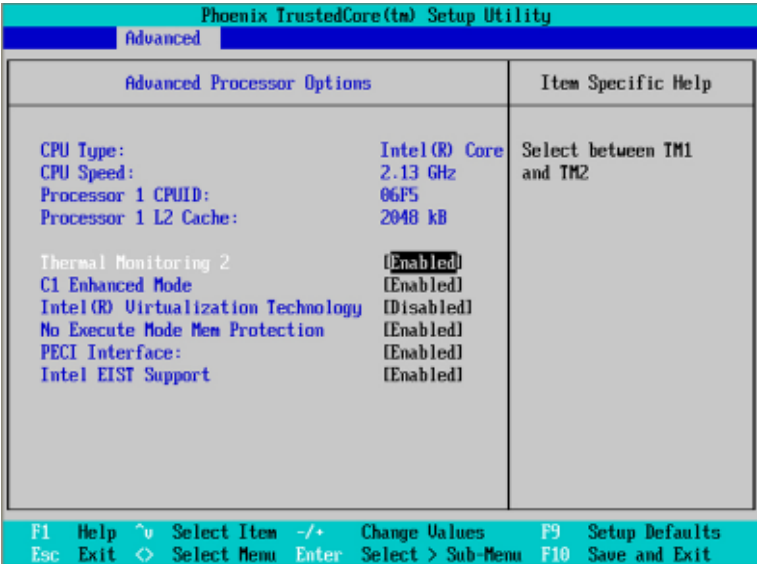 Phoenix TrustedCore(tm) Setup Utility
Advanced
Advanced Processor Options
Item Specific Help
CPU Type: Intel(R) Core
CPU Speed: 2.13 GHz
Processor 1 CPUID: 06F5
Processor 1 L2 Cache: 2048 kB
Select between TM1
and TM2
Thermal Monitoring 2 [Enabled]
C1 Enhanced Mode [Enabled]
Intel(R) Virtualization Technology [Disabled]
No Execute Mode Mem Protection [Enabled]
PECI Interface: [Enabled]
Intel EIST Support [Enabled]
F1 Help ^v Select Item -/+ Change Values F9 Setup Defaults
Esc Exit <> Select Menu Enter Select > Sub-Menu F10 Save and Exit